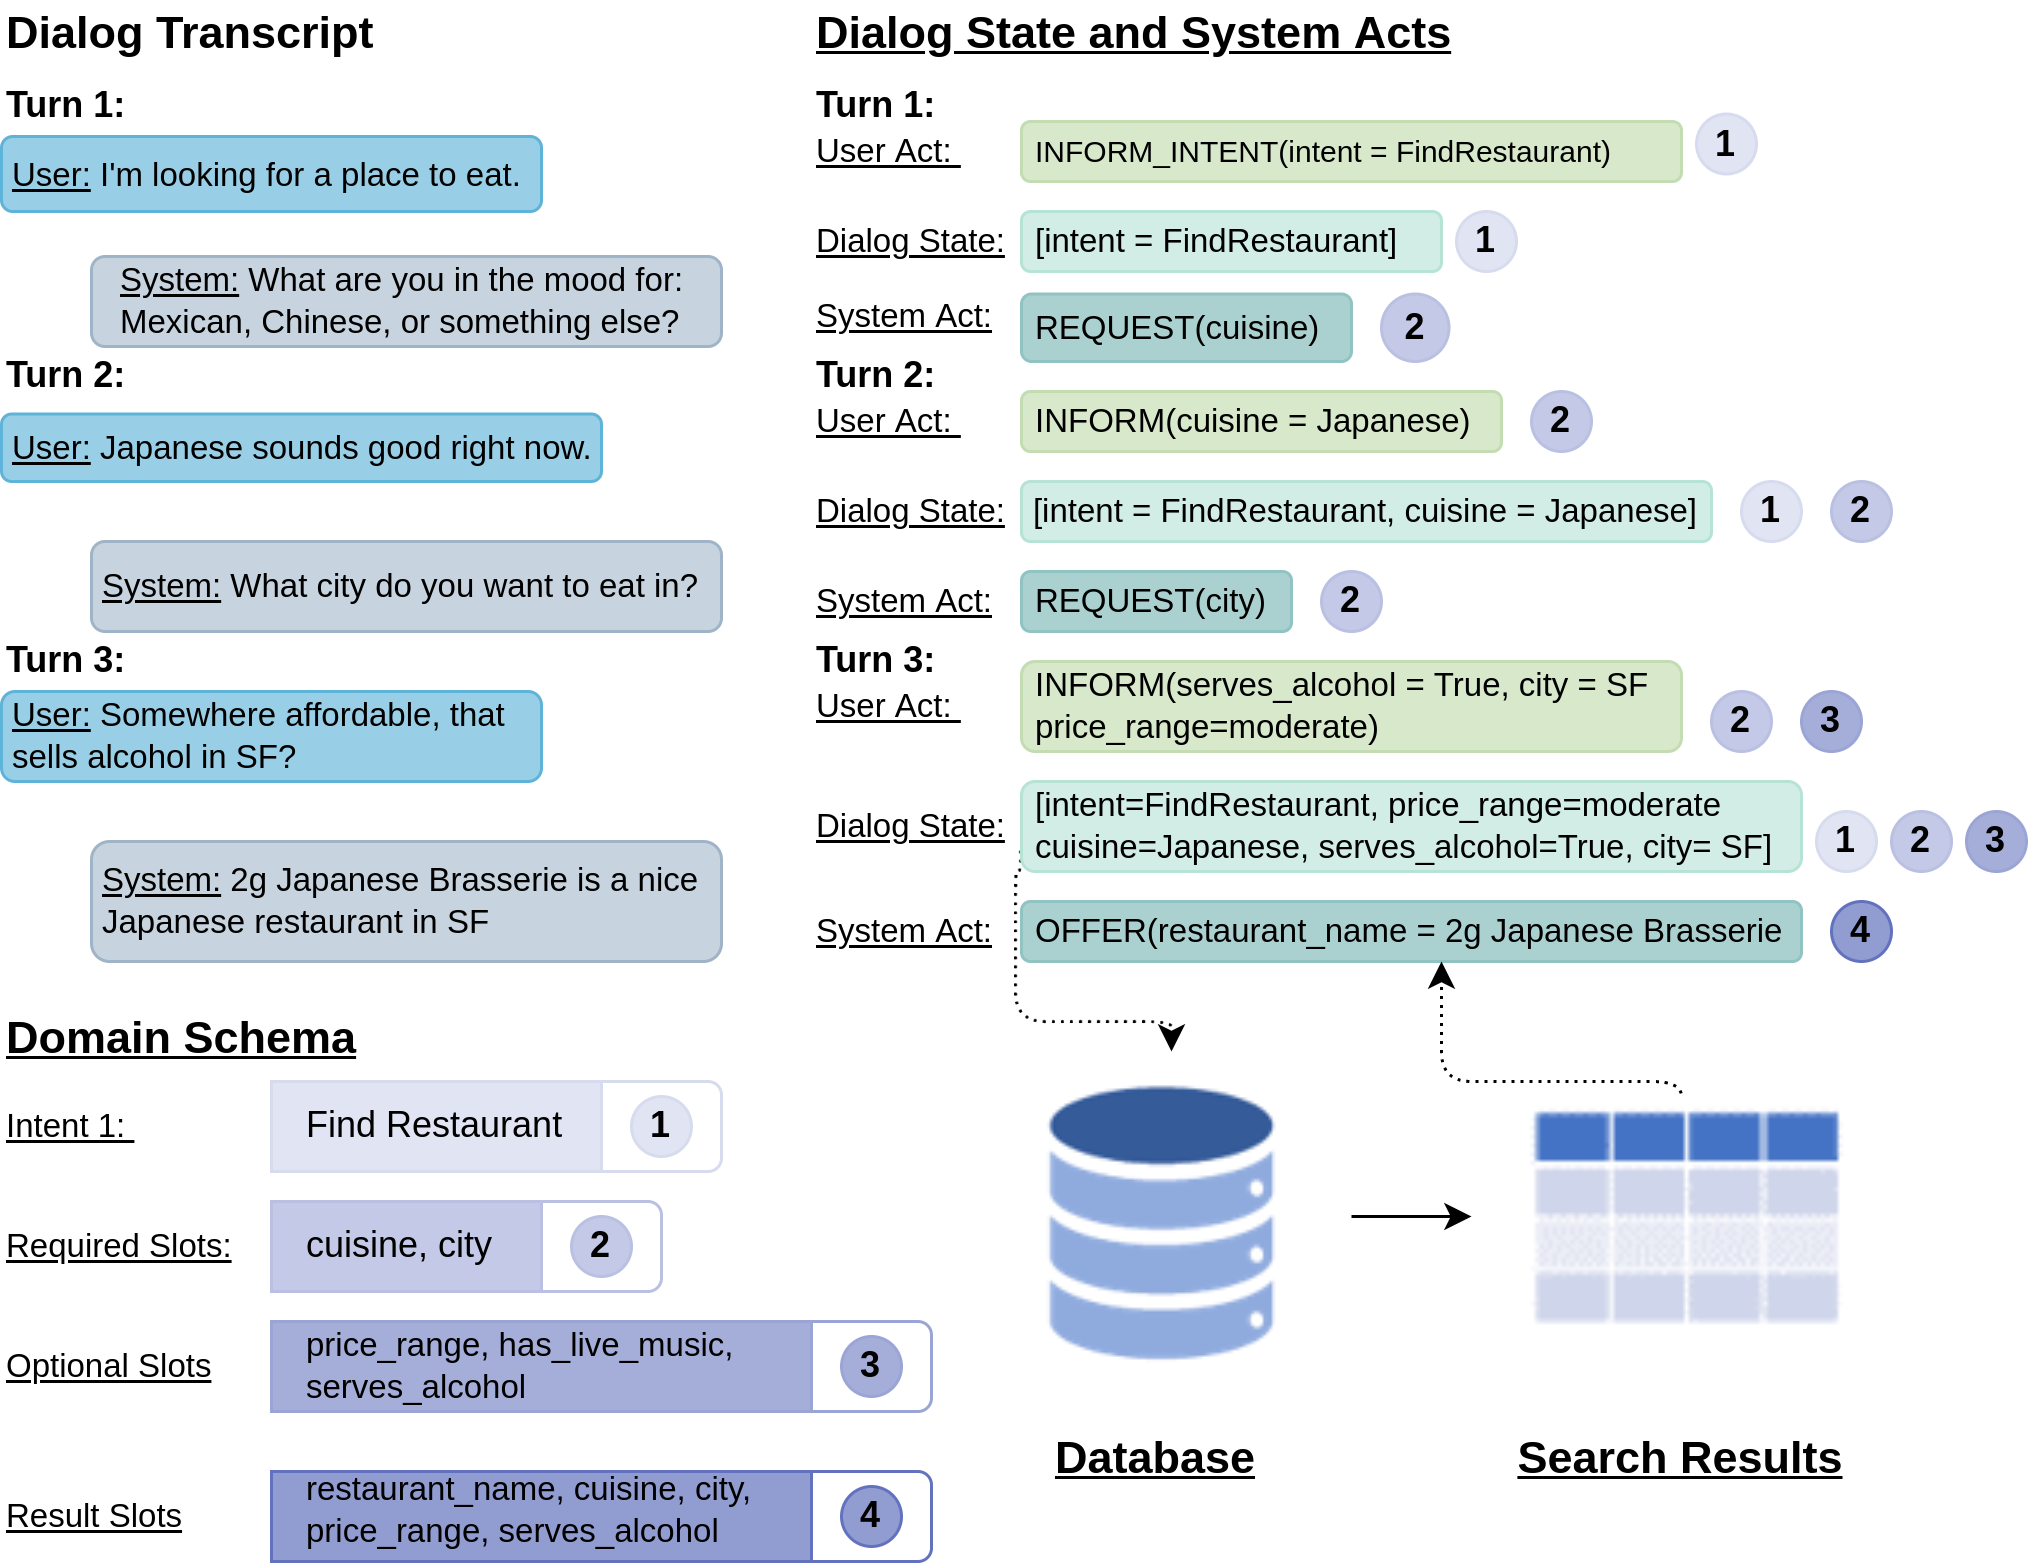 Dialog Transcript
Turn 1:
User: I'm looking for a place to eat.
System: What are you in the mood for:
Mexican, Chinese, or something else?
Turn 2:
User: Japanese sounds good right now.
System: What city do you want to eat in?
Turn 3:
User: Somewhere affordable, that
sells alcohol in SF?
System: 2g Japanese Brasserie is a nice
Japanese restaurant in SF
Dialog State and System Acts
Turn 1:
User Act: INFORM_INTENT(intent = FindRestaurant) 1
Dialog State: [intent = FindRestaurant] 1
System Act: REQUEST(cuisine) 2
Turn 2:
User Act: INFORM(cuisine = Japanese) 2
Dialog State: [intent = FindRestaurant, cuisine = Japanese] 1 2
System Act: REQUEST(city) 2
Turn 3:
User Act: INFORM(serves_alcohol = True, city = SF
price_range=moderate) 2 3
Dialog State: [intent=FindRestaurant, price_range=moderate
cuisine=Japanese, serves_alcohol=True, city= SF] 1 2 3
System Act: OFFER(restaurant_name = 2g Japanese Brasserie 4
Domain Schema
Intent 1: Find Restaurant 1
Required Slots: cuisine, city 2
Optional Slots price_range, has_live_music,
serves_alcohol 3
Result Slots restaurant_name, cuisine, city,
price_range, serves_alcohol 4
Database
Search Results